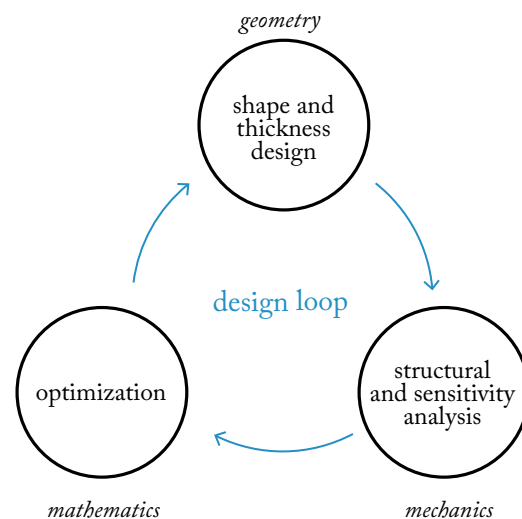 geometry
shape and
thickness
design
design loop
optimization
structural
and sensitivity
analysis
mathematics
mechanics